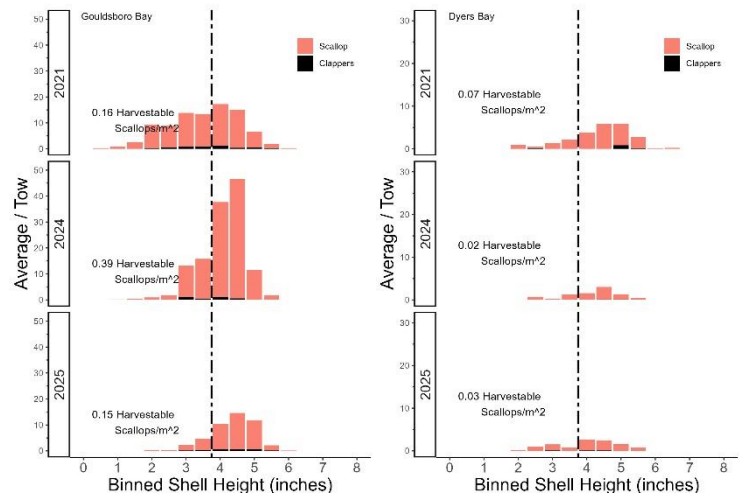 Gouldsboro Bay
Scallop
Clappers
2021
0.16 Harvestable
Scallops/m^2
50
40
30
20
10
0
2024
0.39 Harvestable
Scallops/m^2
50
40
30
20
10
0
2025
0.15 Harvestable
Scallops/m^2
50
40
30
20
10
0
Average / Tow
0 1 2 3 4 5 6 7 8
Binned Shell Height (inches)
Dyers Bay
Scallop
Clappers
2021
0.07 Harvestable
Scallops/m^2
30
20
10
0
2024
0.02 Harvestable
Scallops/m^2
30
20
10
0
2025
0.03 Harvestable
Scallops/m^2
30
20
10
0
Average / Tow
0 1 2 3 4 5 6 7 8
Binned Shell Height (inches)